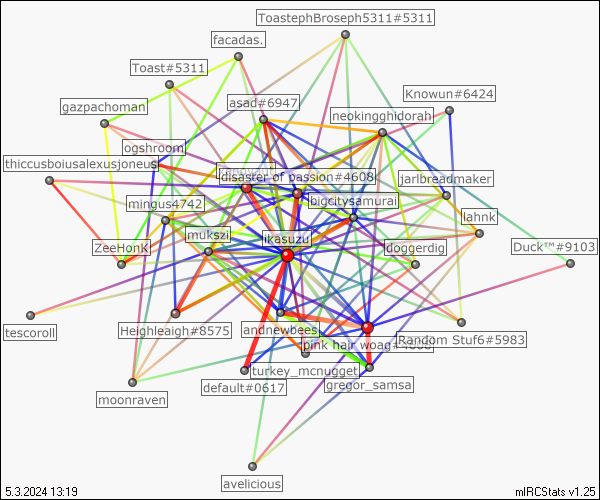 ToastephBroseph5311#5311
facadas.
Toast#5311
Knowun#6424
gazpachoman
asad#6947
neokingghidorah
ogshroom
thiccusboiusalexusjoneus
disaster of passion#4608
jarlbreadmaker
mingus4742
bigcitysamurai
lahnk
imukszi
ikasuzu
ZeeHonK
doggerdig
Duck™#9103
tescoroll
Heighleaigh#8575
andnewbees
pink hair woag
Random Stuf6#5983
turkey_mcnugget
default#0617
gregor_samsa
moonraven
avelicious
5.3.2024 13:19
mIRCStats v1.25